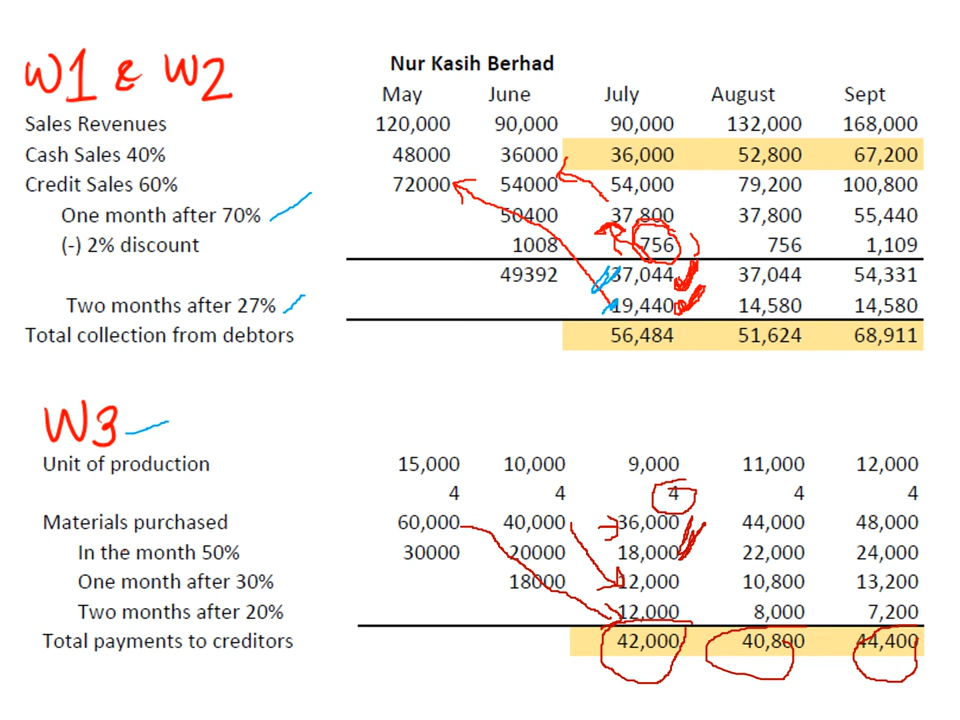 W1 & W2
Nur Kasih Berhad
May June July August Sept
Sales Revenues 120,000 90,000 90,000 132,000 168,000
Cash Sales 40% 48000 36000 36,000 52,800 67,200
Credit Sales 60% 72000 54000 54,000 79,200 100,800
One month after 70% 50400 37,800 37,800 55,440
(-) 2% discount 1008 756 756 1,109
49392 37,044 37,044 54,331
Two months after 27% 19,440 14,580 14,580
Total collection from debtors 56,484 51,624 68,911
W3
Unit of production 15,000 10,000 9,000 11,000 12,000
4 4 4 4 4
Materials purchased 60,000 40,000 36,000 44,000 48,000
In the month 50% 30000 20000 18,000 22,000 24,000
One month after 30% 18000 12,000 10,800 13,200
Two months after 20% 12,000 8,000 7,200
Total payments to creditors 42,000 40,800 44,400